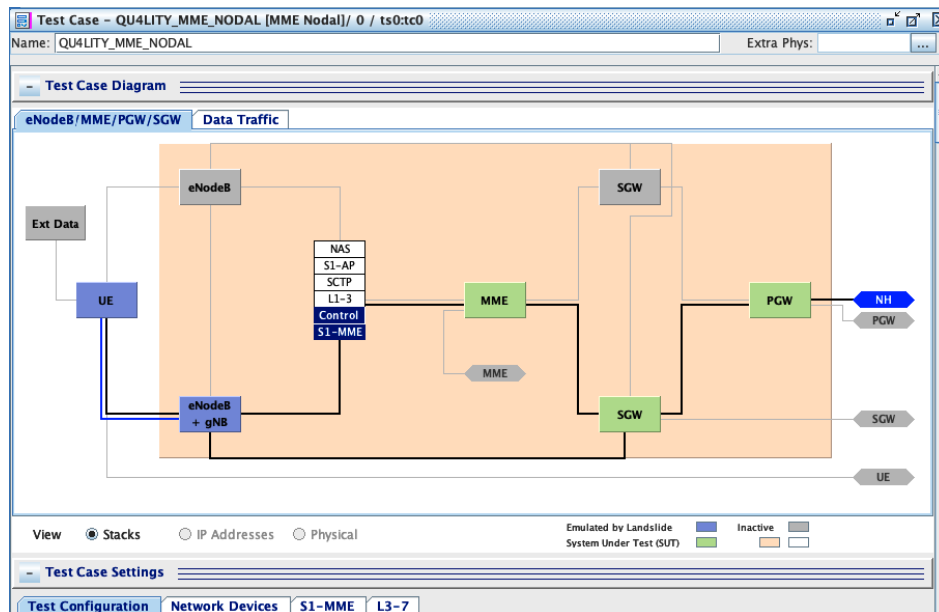 Test Case - QU4LITY_MME_NODAL [MME Nodal]/ 0 / ts0:tc0
Name: QU4LITY_MME_NODAL Extra Phys: ...
Test Case Diagram
eNodeB/MME/PGW/SGW Data Traffic
eNodeB SGW
Ext Data
NAS
S1-AP
SCTP
L1-3
Control
S1-MME
UE MME PGW NH
PGW
MME
eNodeB
+ gNB
SGW SGW
UE
View Stacks IP Addresses Physical
Emulated by Landslide Inactive
System Under Test (SUT)
Test Case Settings
Test Configuration Network Devices S1-MME L3-7